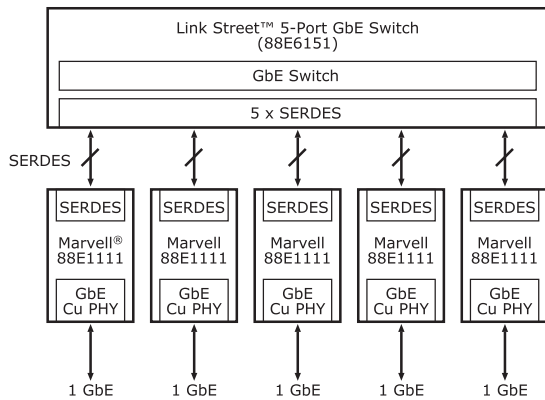 Link Street™ 5-Port GbE Switch
(88E6151)
GbE Switch
5 x SERDES
SERDES
SERDES
SERDES
SERDES
SERDES
SERDES
Marvell®
88E1111
Marvell
88E1111
Marvell
88E1111
Marvell
88E1111
Marvell
88E1111
GbE
Cu PHY
GbE
Cu PHY
GbE
Cu PHY
GbE
Cu PHY
GbE
Cu PHY
1 GbE
1 GbE
1 GbE
1 GbE
1 GbE